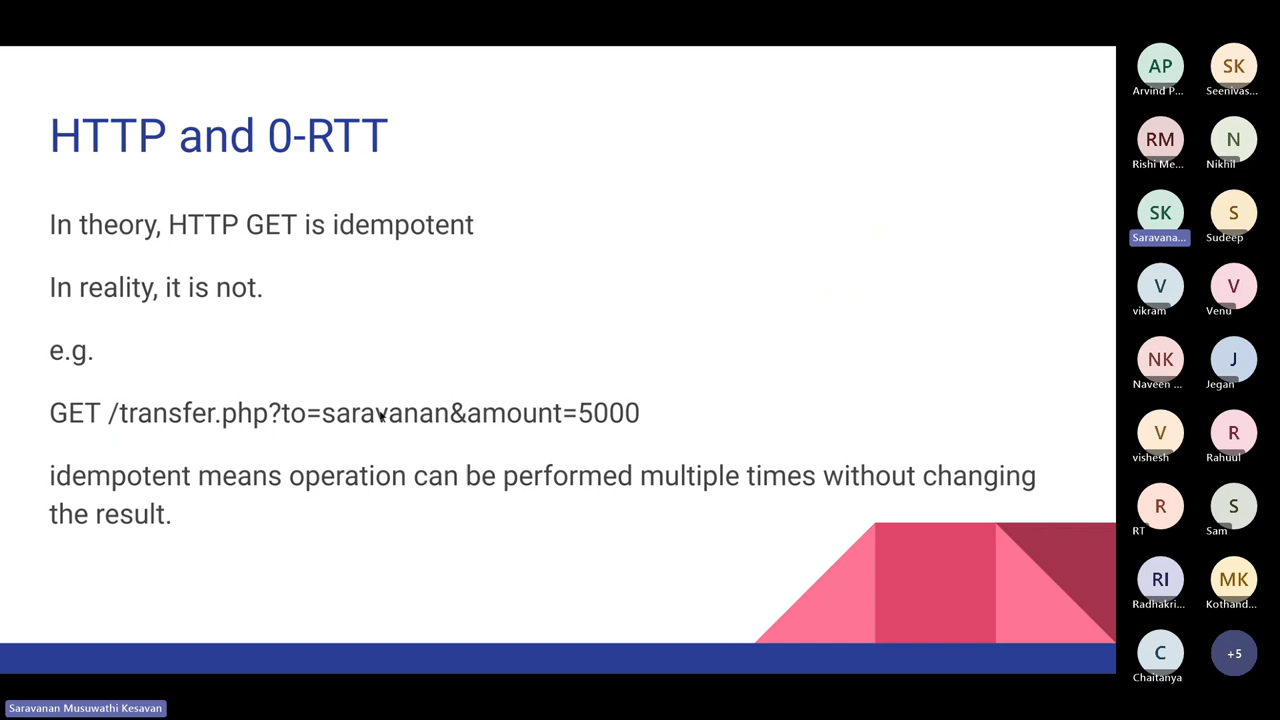 HTTP and 0-RTT
In theory, HTTP GET is idempotent
In reality, it is not.
e.g.
GET /transfer.php?to=saravanan&amount=5000
idempotent means operation can be performed multiple times without changing
the result.
AP
Arvind P...
SK
Seenivas...
RM
Rishi Me...
N
Nikhil
SK
Saravana...
S
Sudeep
V
vikram
V
Venu
NK
Naveen ...
J
Jegan
V
vishesh
R
Rahuul
R
RT
S
Sam
RI
Radhakri...
MK
Kothand...
C
Chaitanya
+5
Saravanan Musuwathi Kesavan